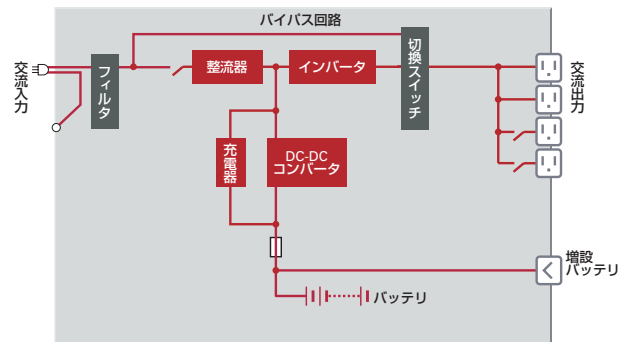 バイパス回路
交流入力
フィルタ
整流器
インバータ
切換スイッチ
交流出力
充電器
DC-DC
コンバータ
増設
バッテリ
バッテリ